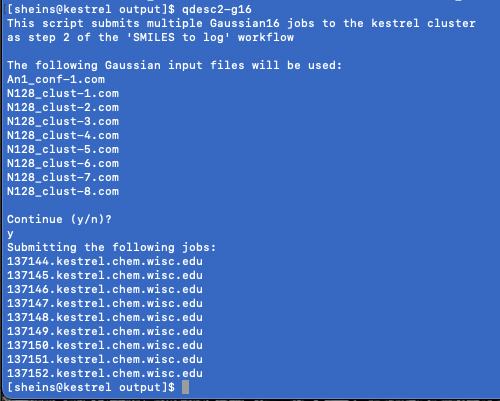 [sheins@kestrel output]$ qdesc2-g16
This script submits multiple Gaussian16 jobs to the kestrel cluster
as step 2 of the 'SMILES to log' workflow
The following Gaussian input files will be used:
An1_conf-1.com
N128_clust-1.com
N128_clust-2.com
N128_clust-3.com
N128_clust-4.com
N128_clust-5.com
N128_clust-6.com
N128_clust-7.com
N128_clust-8.com
Continue (y/n)?
y
Submitting the following jobs:
137144.kestrel.chem.wisc.edu
137145.kestrel.chem.wisc.edu
137146.kestrel.chem.wisc.edu
137147.kestrel.chem.wisc.edu
137148.kestrel.chem.wisc.edu
137149.kestrel.chem.wisc.edu
137150.kestrel.chem.wisc.edu
137151.kestrel.chem.wisc.edu
137152.kestrel.chem.wisc.edu
[sheins@kestrel output]$